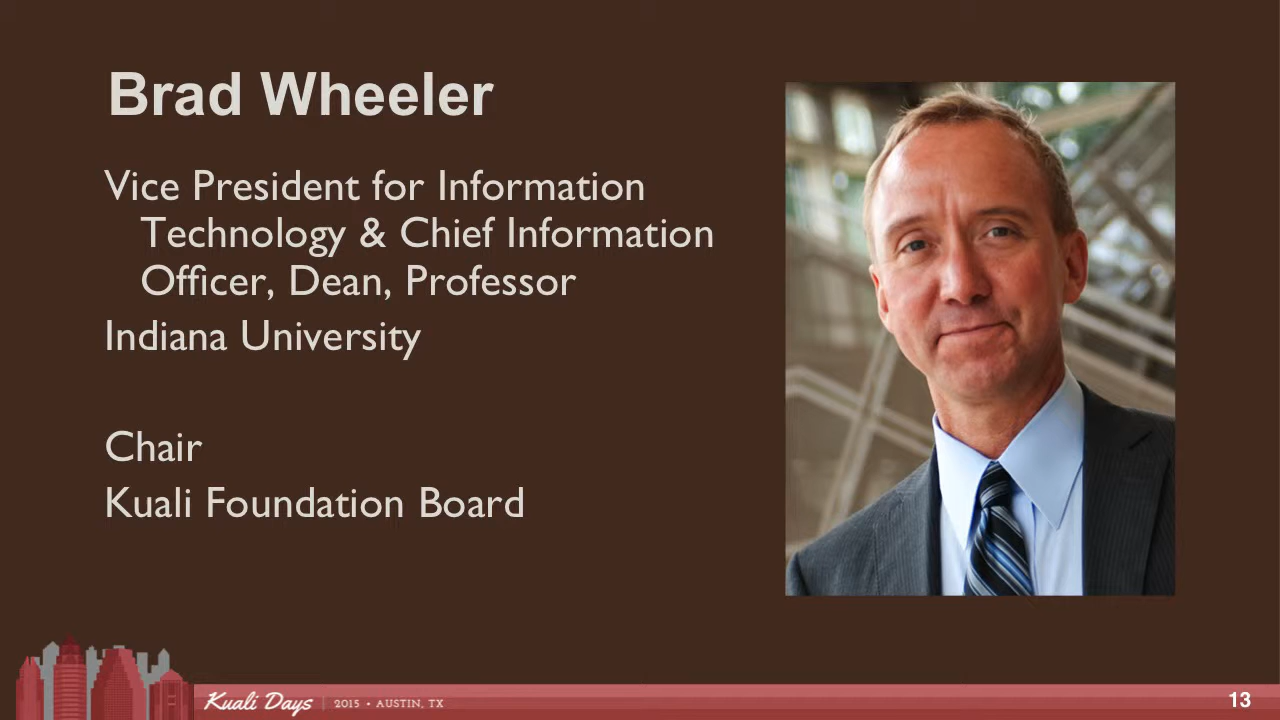 Brad Wheeler
Vice President for Information
Technology & Chief Information
Officer, Dean, Professor
Indiana University
Chair
Kuali Foundation Board
Kuali Days | 2015 • AUSTIN, TX
13